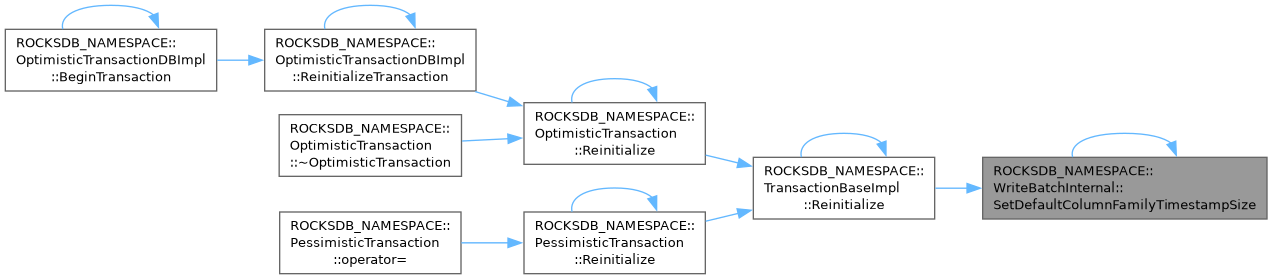 ROCKSDB_NAMESPACE::
OptimisticTransactionDBImpl
::BeginTransaction
ROCKSDB_NAMESPACE::
OptimisticTransactionDBImpl
::ReinitializeTransaction
ROCKSDB_NAMESPACE::
OptimisticTransaction
::~OptimisticTransaction
ROCKSDB_NAMESPACE::
PessimisticTransaction
::operator=
ROCKSDB_NAMESPACE::
OptimisticTransaction
::Reinitialize
ROCKSDB_NAMESPACE::
PessimisticTransaction
::Reinitialize
ROCKSDB_NAMESPACE::
TransactionBaseImpl
::Reinitialize
ROCKSDB_NAMESPACE::
WriteBatchInternal::
SetDefaultColumnFamilyTimestampSize